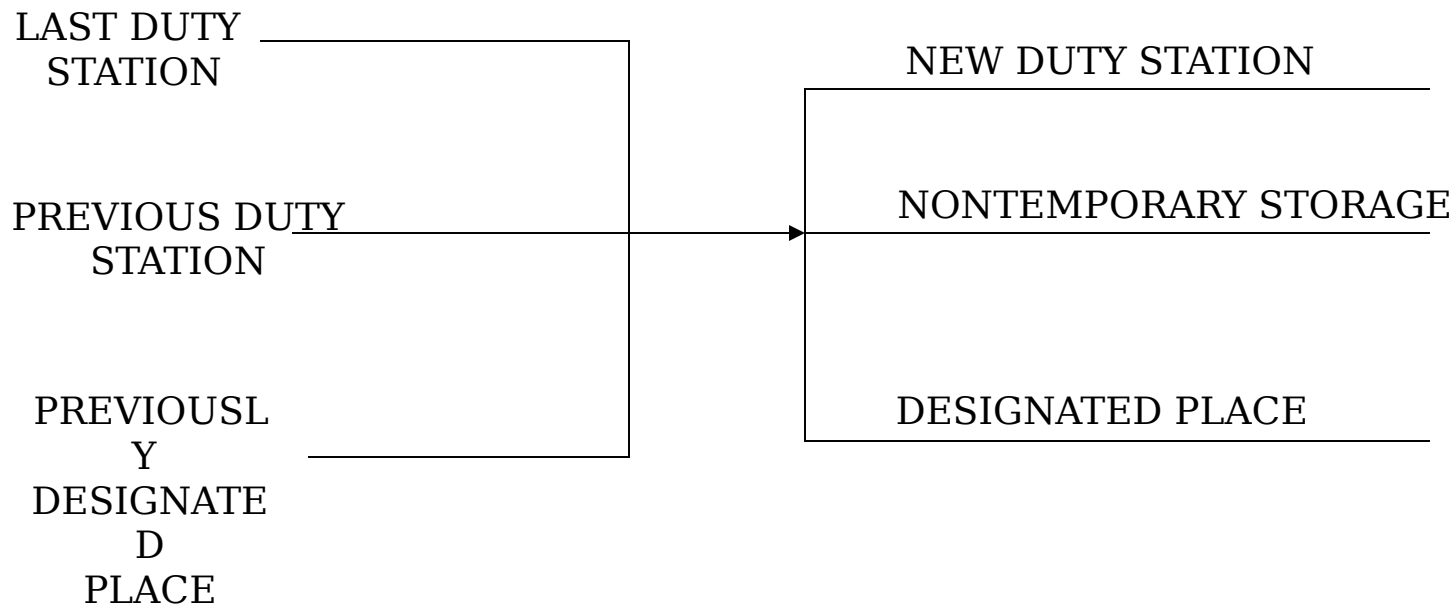 LAST DUTY
STATION
PREVIOUS DUTY
STATION
PREVIOUSL
Y
DESIGNATE
D
PLACE
NEW DUTY STATION
NONTEMPORARY STORAGE
DESIGNATED PLACE